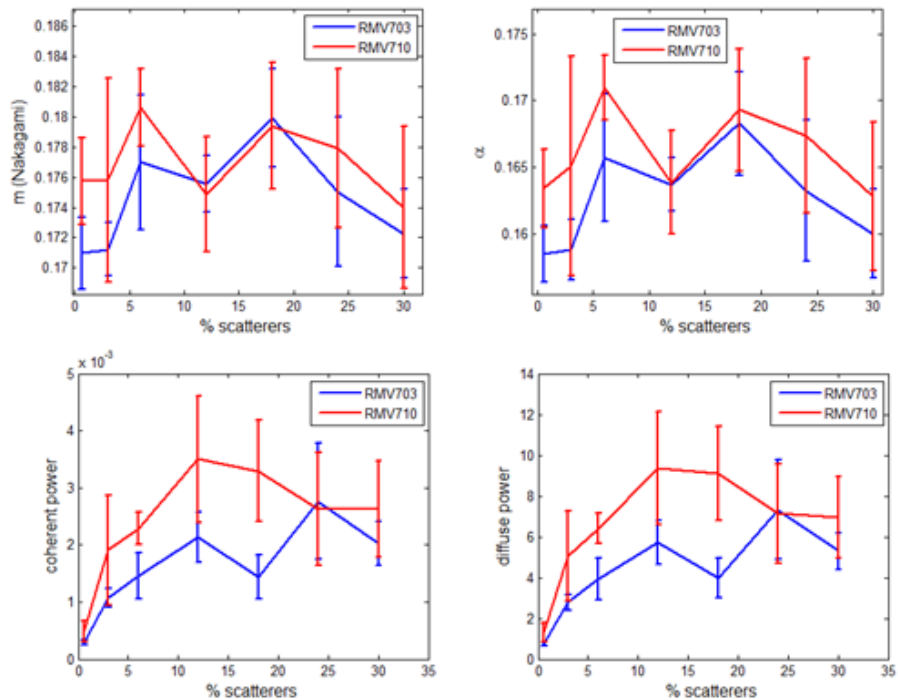 0.186
0.184
0.182
0.18
0.178
0.176
0.174
0.172
0.17
m (Nakagami)
RMV703
RMV710
0 5 10 15 20 25 30
% scatterers
0.175
0.17
0.165
0.16
α
RMV703
RMV710
0 5 10 15 20 25 30
% scatterers
x 10⁻³
5
4
3
2
1
0
coherent power
RMV703
RMV710
0 5 10 15 20 25 30 35
% scatterers
14
12
10
8
6
4
2
0
diffuse power
RMV703
RMV710
0 5 10 15 20 25 30 35
% scatterers